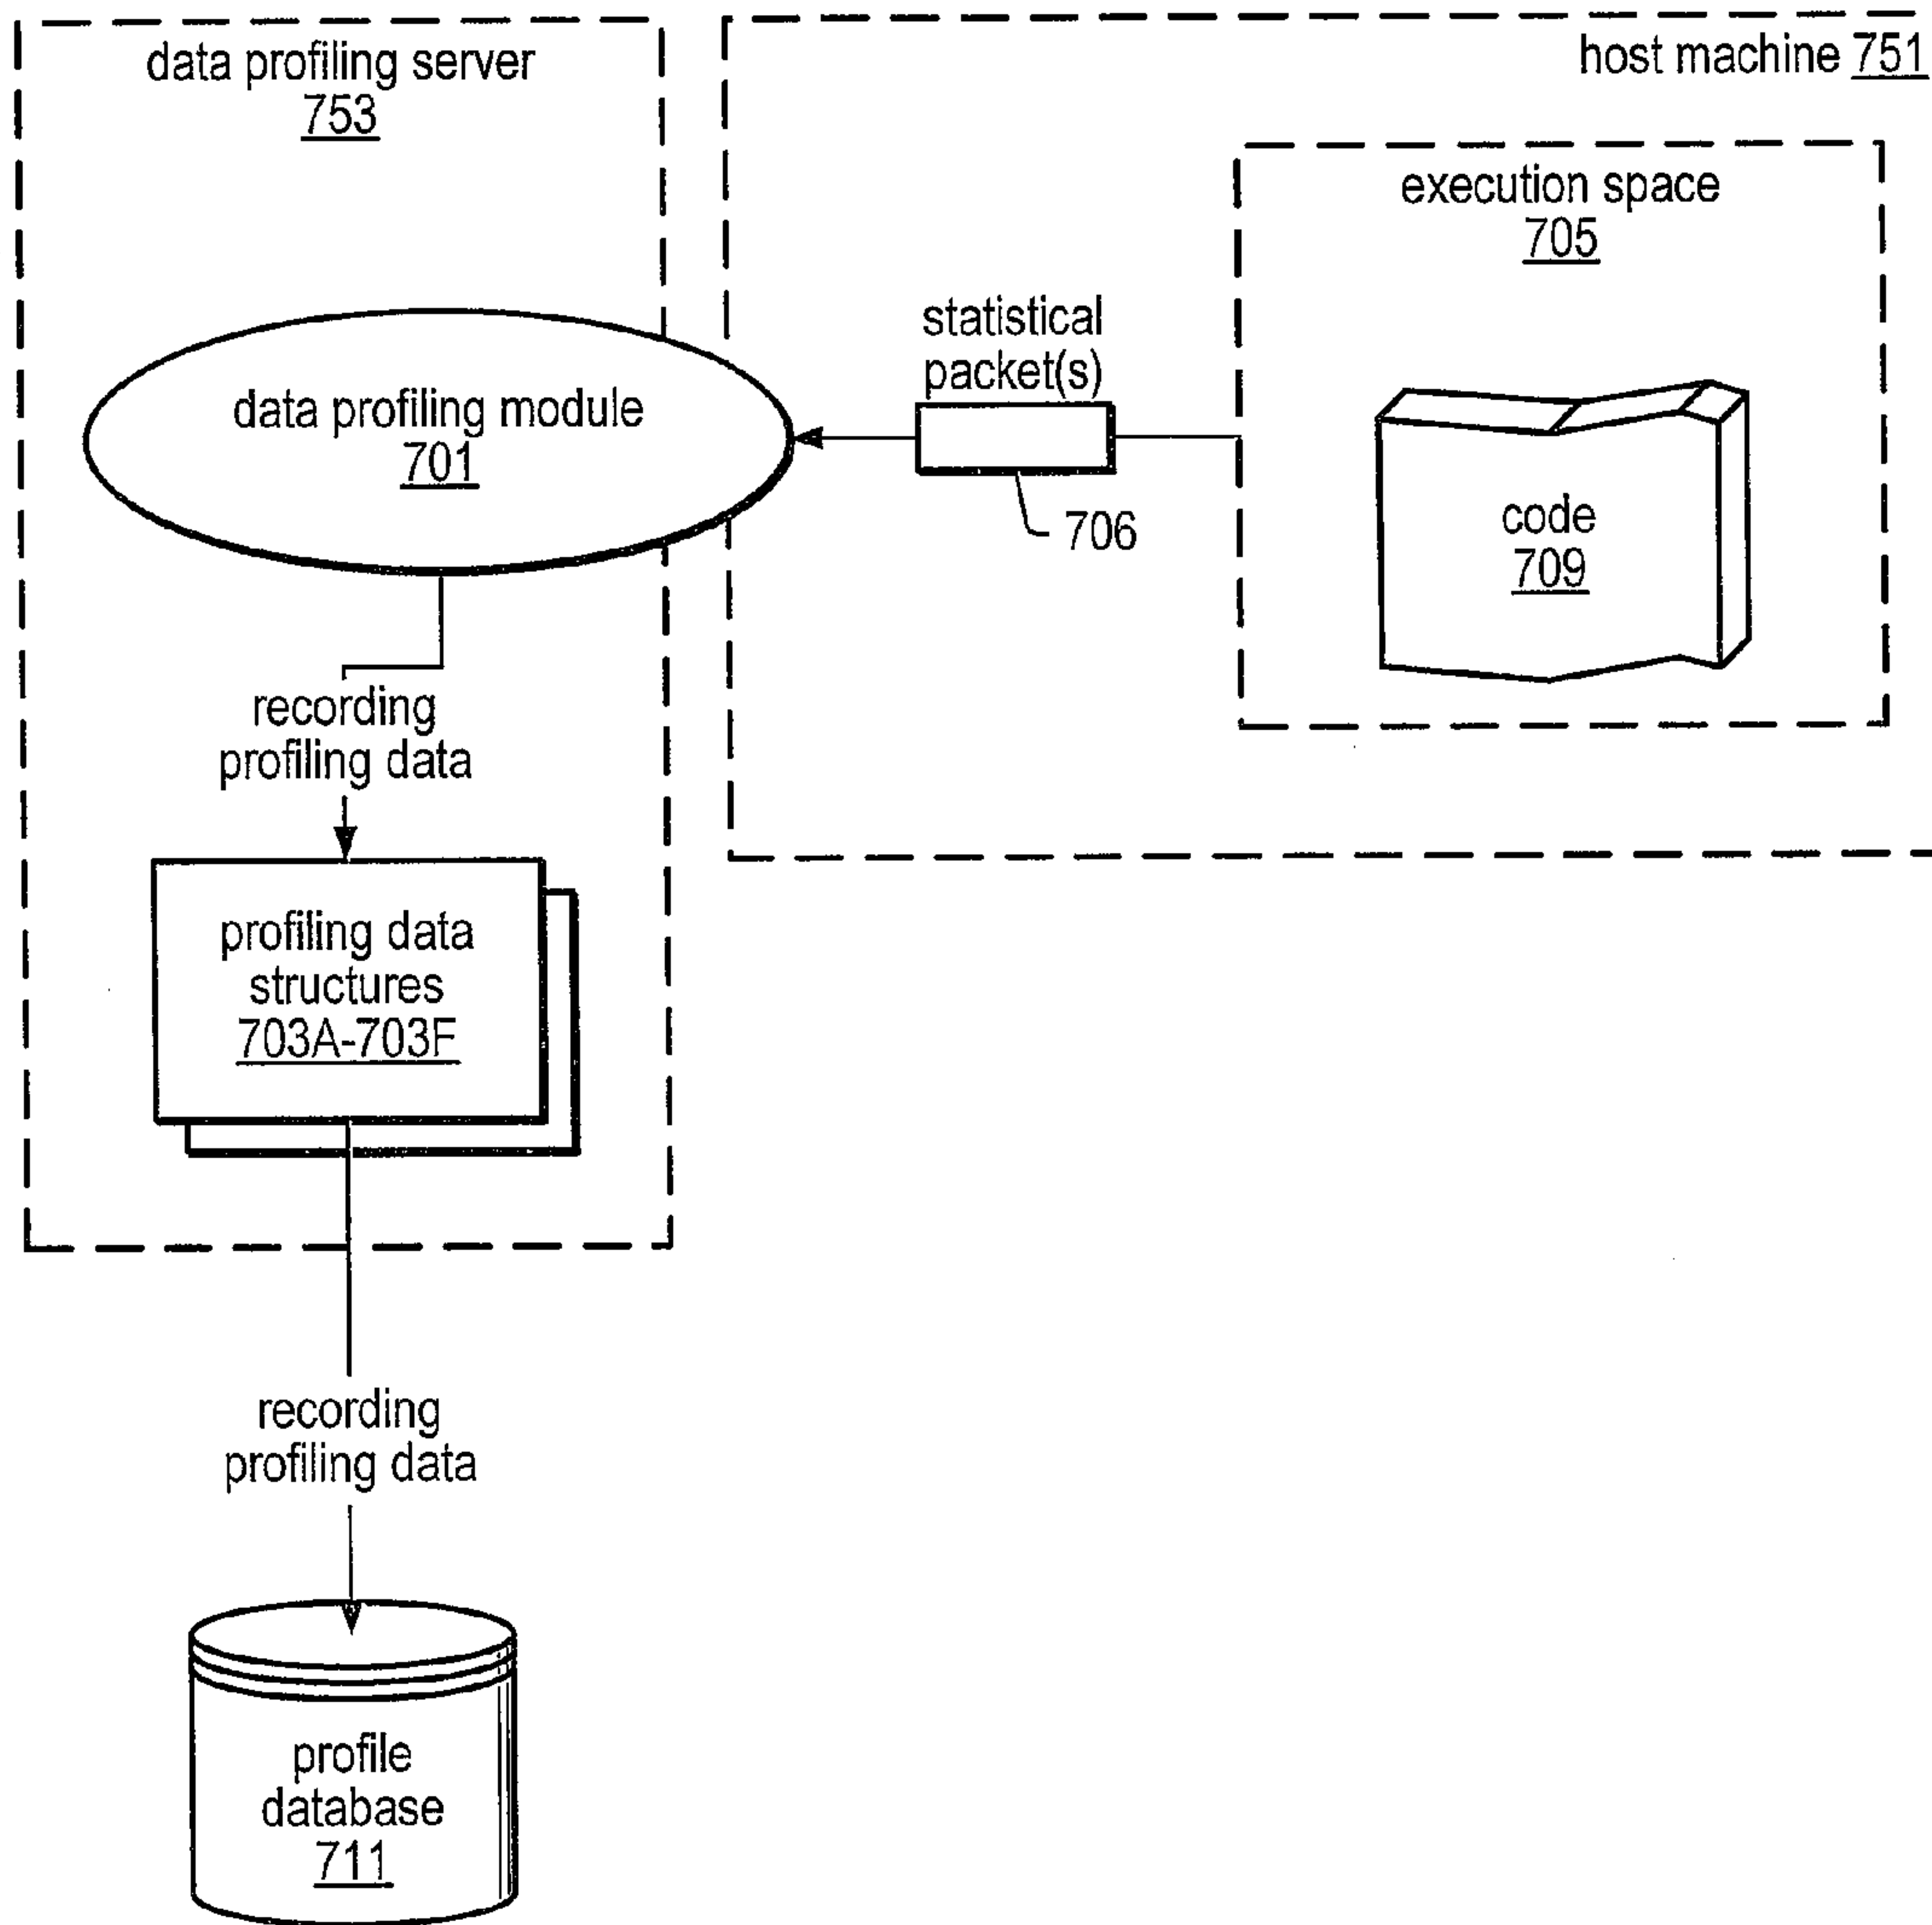 data profiling server
753
host machine 751
execution space
705
statistical
packet(s)
706
data profiling module
701
code
709
recording
profiling data
profiling data
structures
703A-703F
recording
profiling data
profile
database
711